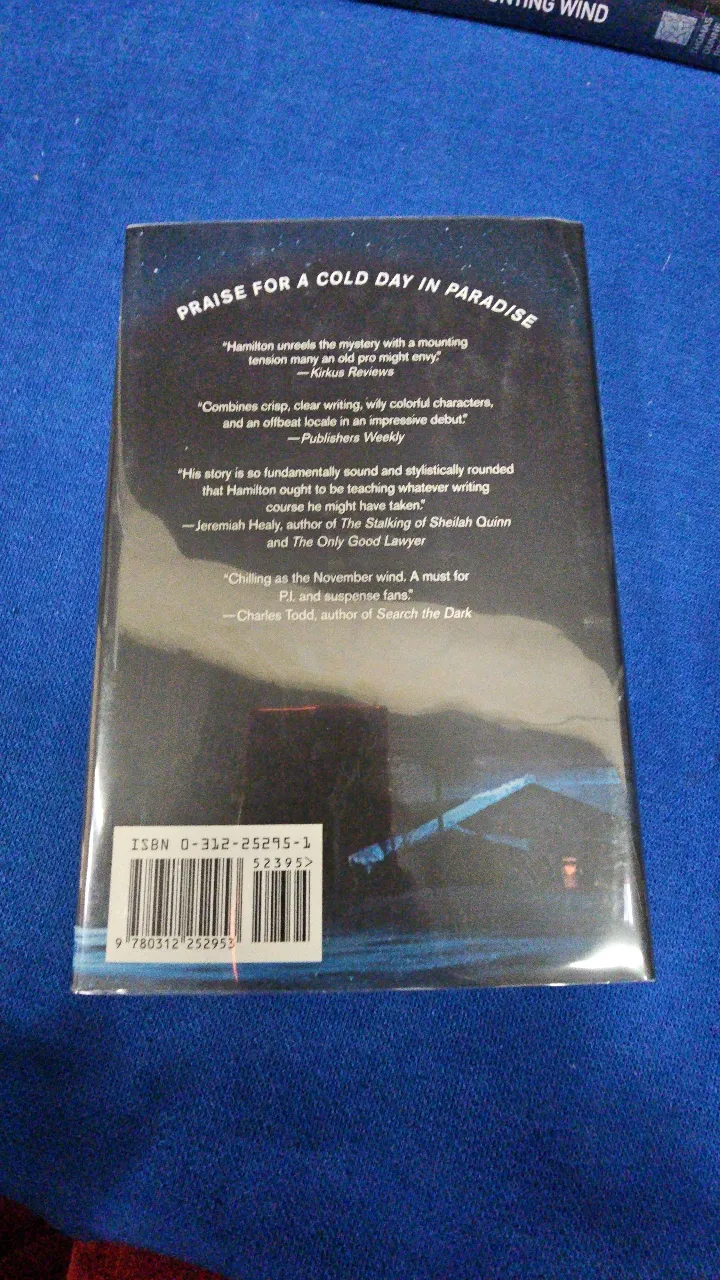 NTING WIND
THOMAS
PRAISE FOR A COLD DAY IN PARADISE
"Hamilton unreels the mystery with a mounting
tension many an old pro might envy."
—Kirkus Reviews
"Combines crisp, clear writing, wily colorful characters,
and an offbeat locale in an impressive debut."
—Publishers Weekly
"His story is so fundamentally sound and stylistically rounded
that Hamilton ought to be teaching whatever writing
course he might have taken."
—Jeremiah Healy, author of The Stalking of Sheilah Quinn
and The Only Good Lawyer
"Chilling as the November wind. A must for
P.I. and suspense fans."
—Charles Todd, author of Search the Dark
ISBN 0-312-25295-1
52395>
9 780312 252953